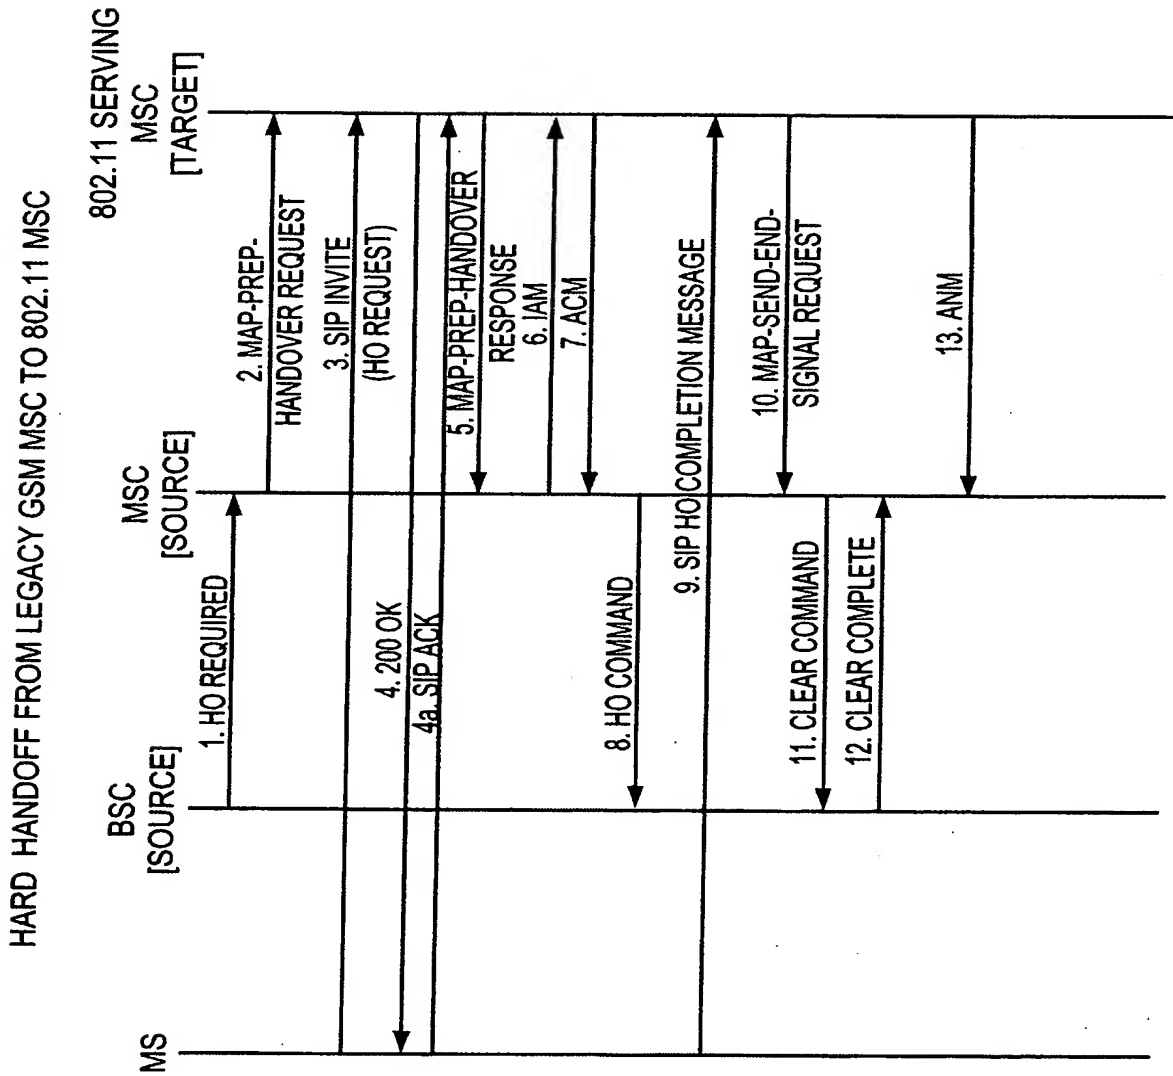 HARD HANDOFF FROM LEGACY GSM MSC TO 802.11 MSC
MS
BSC
[SOURCE]
MSC
[SOURCE]
802.11 SERVING
MSC
[TARGET]
1. HO REQUIRED
2. MAP-PREP-
HANDOVER REQUEST
3. SIP INVITE
(HO REQUEST)
4. 200 OK
4a. SIP ACK
5. MAP-PREP-HANDOVER
RESPONSE
6. IAM
7. ACM
8. HO COMMAND
9. SIP HO COMPLETION MESSAGE
10. MAP-SEND-END-
SIGNAL REQUEST
11. CLEAR COMMAND
12. CLEAR COMPLETE
13. ANM